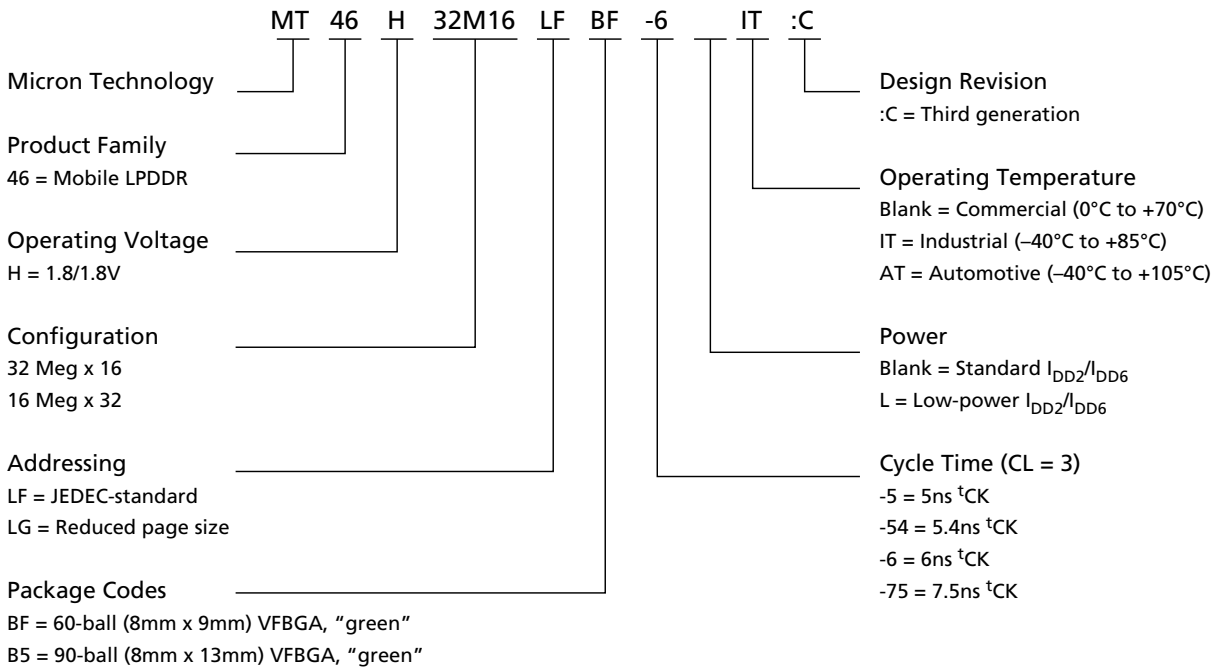 MT 46 H 32M16 LF BF -6 IT :C
Micron Technology
Product Family
46 = Mobile LPDDR
Operating Voltage
H = 1.8/1.8V
Configuration
32 Meg x 16
16 Meg x 32
Addressing
LF = JEDEC-standard
LG = Reduced page size
Package Codes
BF = 60-ball (8mm x 9mm) VFBGA, “green”
B5 = 90-ball (8mm x 13mm) VFBGA, “green”
Design Revision
:C = Third generation
Operating Temperature
Blank = Commercial (0°C to +70°C)
IT = Industrial (–40°C to +85°C)
AT = Automotive (–40°C to +105°C)
Power
Blank = Standard IDD2/IDD6
L = Low-power IDD2/IDD6
Cycle Time (CL = 3)
-5 = 5ns tCK
-54 = 5.4ns tCK
-6 = 6ns tCK
-75 = 7.5ns tCK